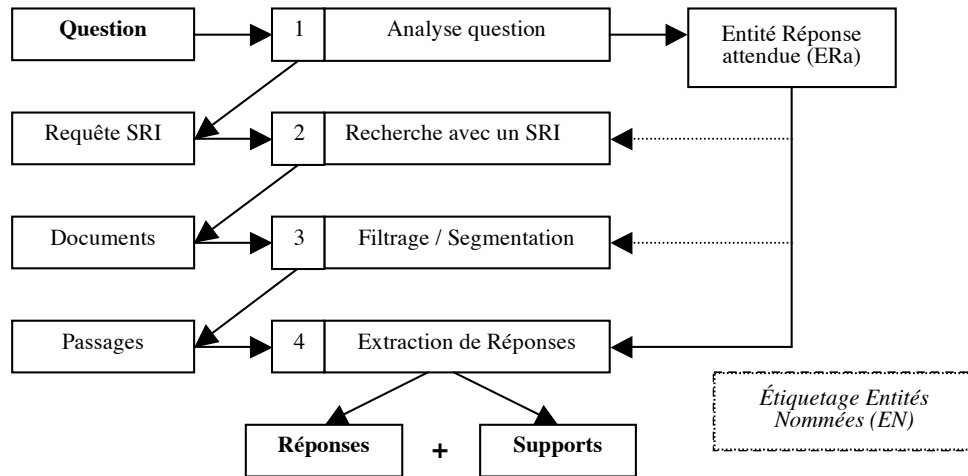 Question
1
Analyse question
Entité Réponse
attendue (ERa)
Requête SRI
2
Recherche avec un SRI
Documents
3
Filtrage / Segmentation
Passages
4
Extraction de Réponses
Étiquetage Entités
Nommées (EN)
Réponses
+
Supports